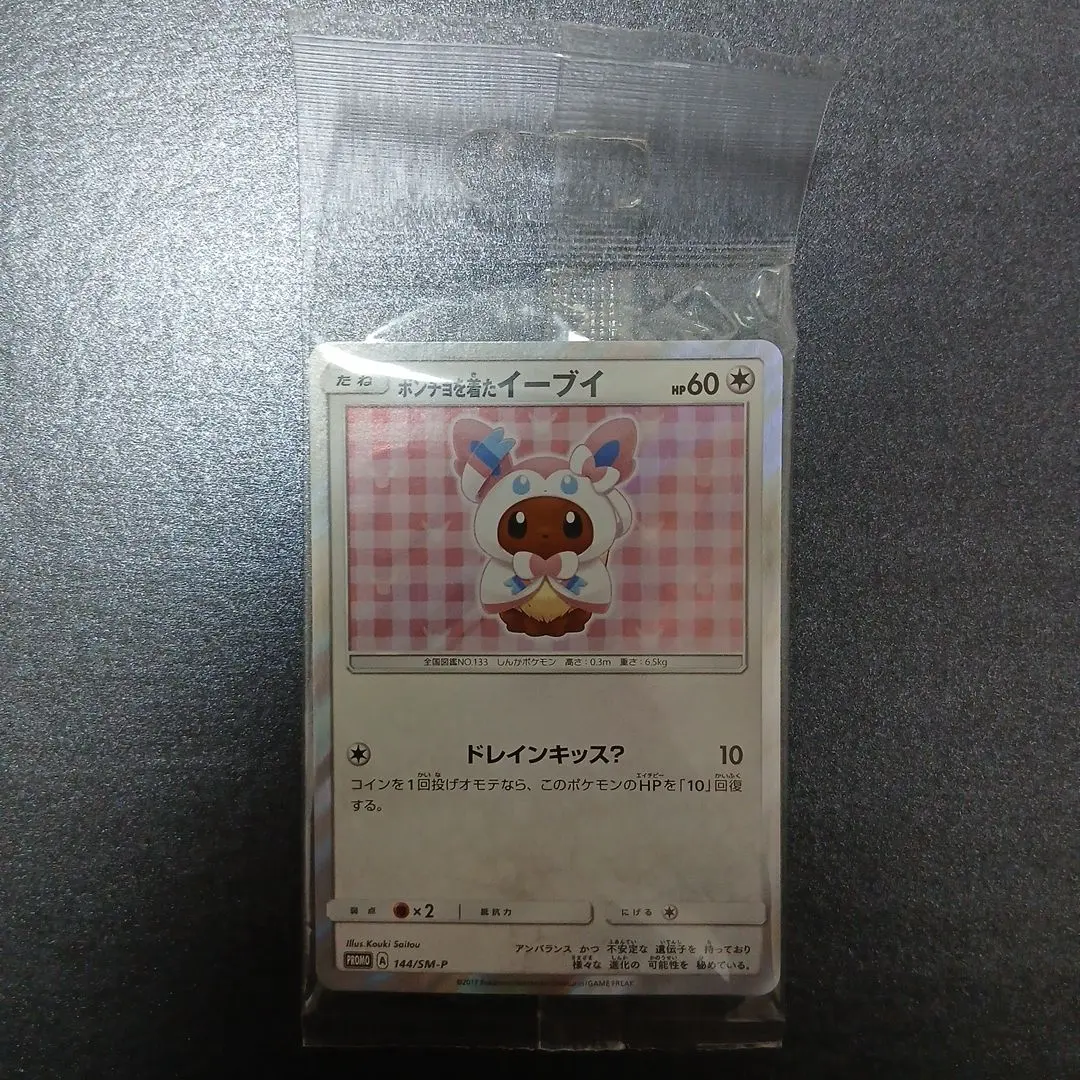 たね ポンチョを着たイーブイ HP60
全国図鑑NO.133 しんかポケモン 高さ:0.3m 重さ:6.5kg
ドレインキッス? 10
コインを1回投げオモテなら、このポケモンのHPを「10」回復
する。
弱点 ×2 抵抗力 にげる
Illus. Kouki Saitou
アンバランス かつ 不安定な 遺伝子を 持っており
PROMO A 144/SM-P
様々な 進化の 可能性を 秘めている。
©2017 Pokémon/Nintendo/Creatures/GAME FREAK